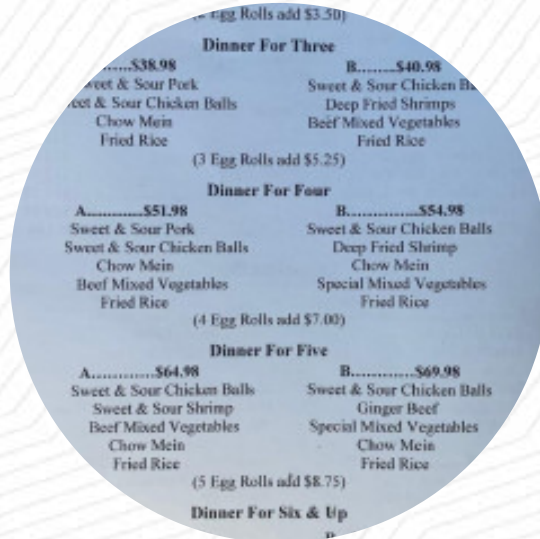 Egg Rolls add $3.50)
Dinner For Three
......$38.98 B........$40.98
Sweet & Sour Pork Sweet & Sour Chicken
& Sour Chicken Balls Deep Fried Shrimps
Chow Mein Beef Mixed Vegetables
Fried Rice Fried Rice
(3 Egg Rolls add $5.25)
Dinner For Four
A............$51.98 B...............$54.98
Sweet & Sour Pork Sweet & Sour Chicken Balls
Sweet & Sour Chicken Balls Deep Fried Shrimp
Chow Mein Chow Mein
Beef Mixed Vegetables Special Mixed Vegetables
Fried Rice Fried Rice
(4 Egg Rolls add $7.00)
Dinner For Five
A.............$64.98 B.............$69.98
Sweet & Sour Chicken Balls Sweet & Sour Chicken Balls
Sweet & Sour Shrimp Ginger Beef
Beef Mixed Vegetables Special Mixed Vegetables
Chow Mein Chow Mein
Fried Rice Fried Rice
(5 Egg Rolls add $8.75)
Dinner For Six & Up